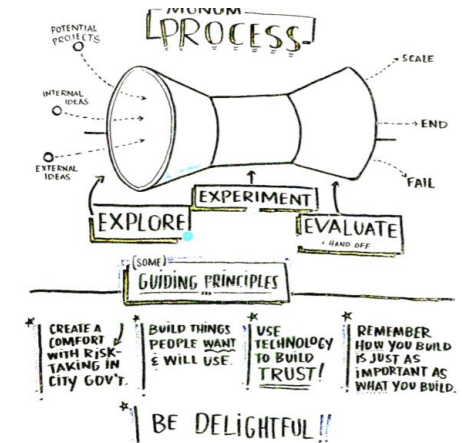 PROCESS
POTENTIAL
PROJECTS
INTERNAL
IDEAS
EXTERNAL
IDEAS
SCALE
END
FAIL
EXPLORE
EXPERIMENT
EVALUATE
+ HAND OFF
(SOME)
GUIDING PRINCIPLES
CREATE A
COMFORT
WITH RISK-
TAKING IN
CITY GOV'T.
BUILD THINGS
PEOPLE WANT
& WILL USE.
USE
TECHNOLOGY
TO BUILD
TRUST!
REMEMBER
HOW YOU BUILD
IS JUST AS
IMPORTANT AS
WHAT YOU BUILD.
BE DELIGHTFUL!!